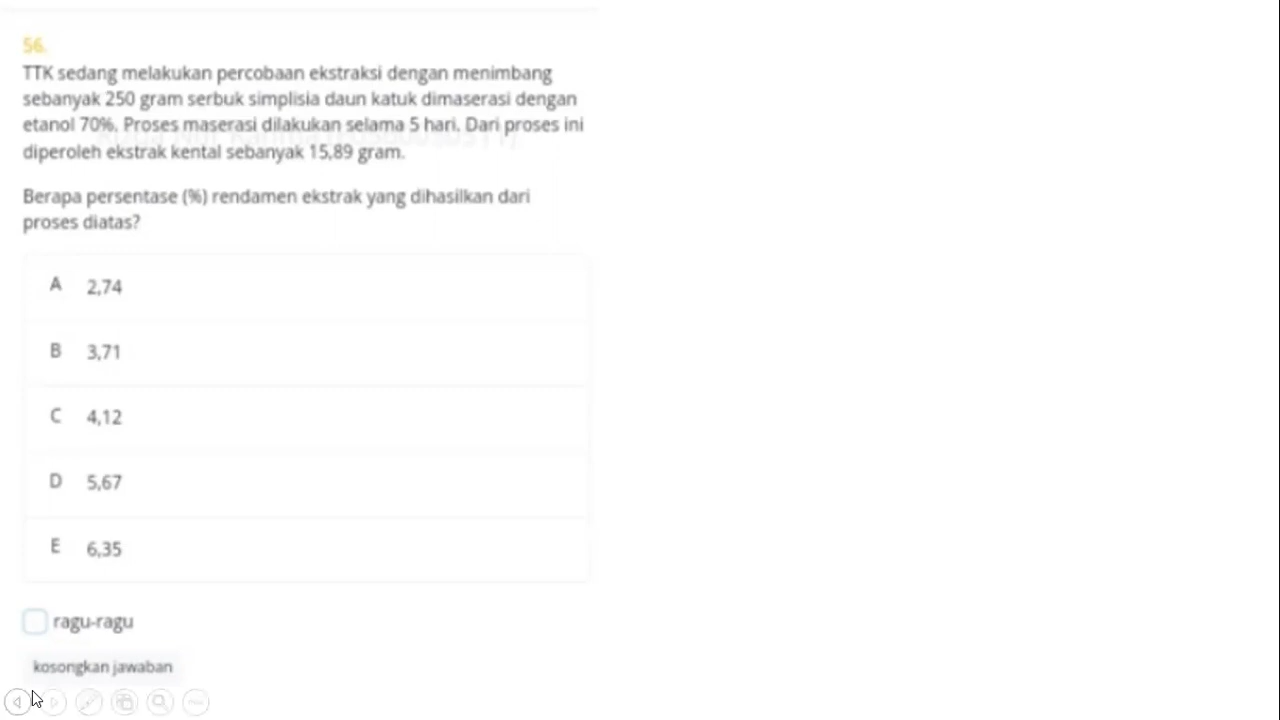 56.
TTK sedang melakukan percobaan ekstraksi dengan menimbang
sebanyak 250 gram serbuk simplisia daun katuk dimaserasi dengan
etanol 70%. Proses maserasi dilakukan selama 5 hari. Dari proses ini
diperoleh ekstrak kental sebanyak 15,89 gram.
Berapa persentase (%) rendamen ekstrak yang dihasilkan dari
proses diatas?
A 2,74
B 3,71
C 4,12
D 5,67
E 6,35
ragu-ragu
kosongkan jawaban